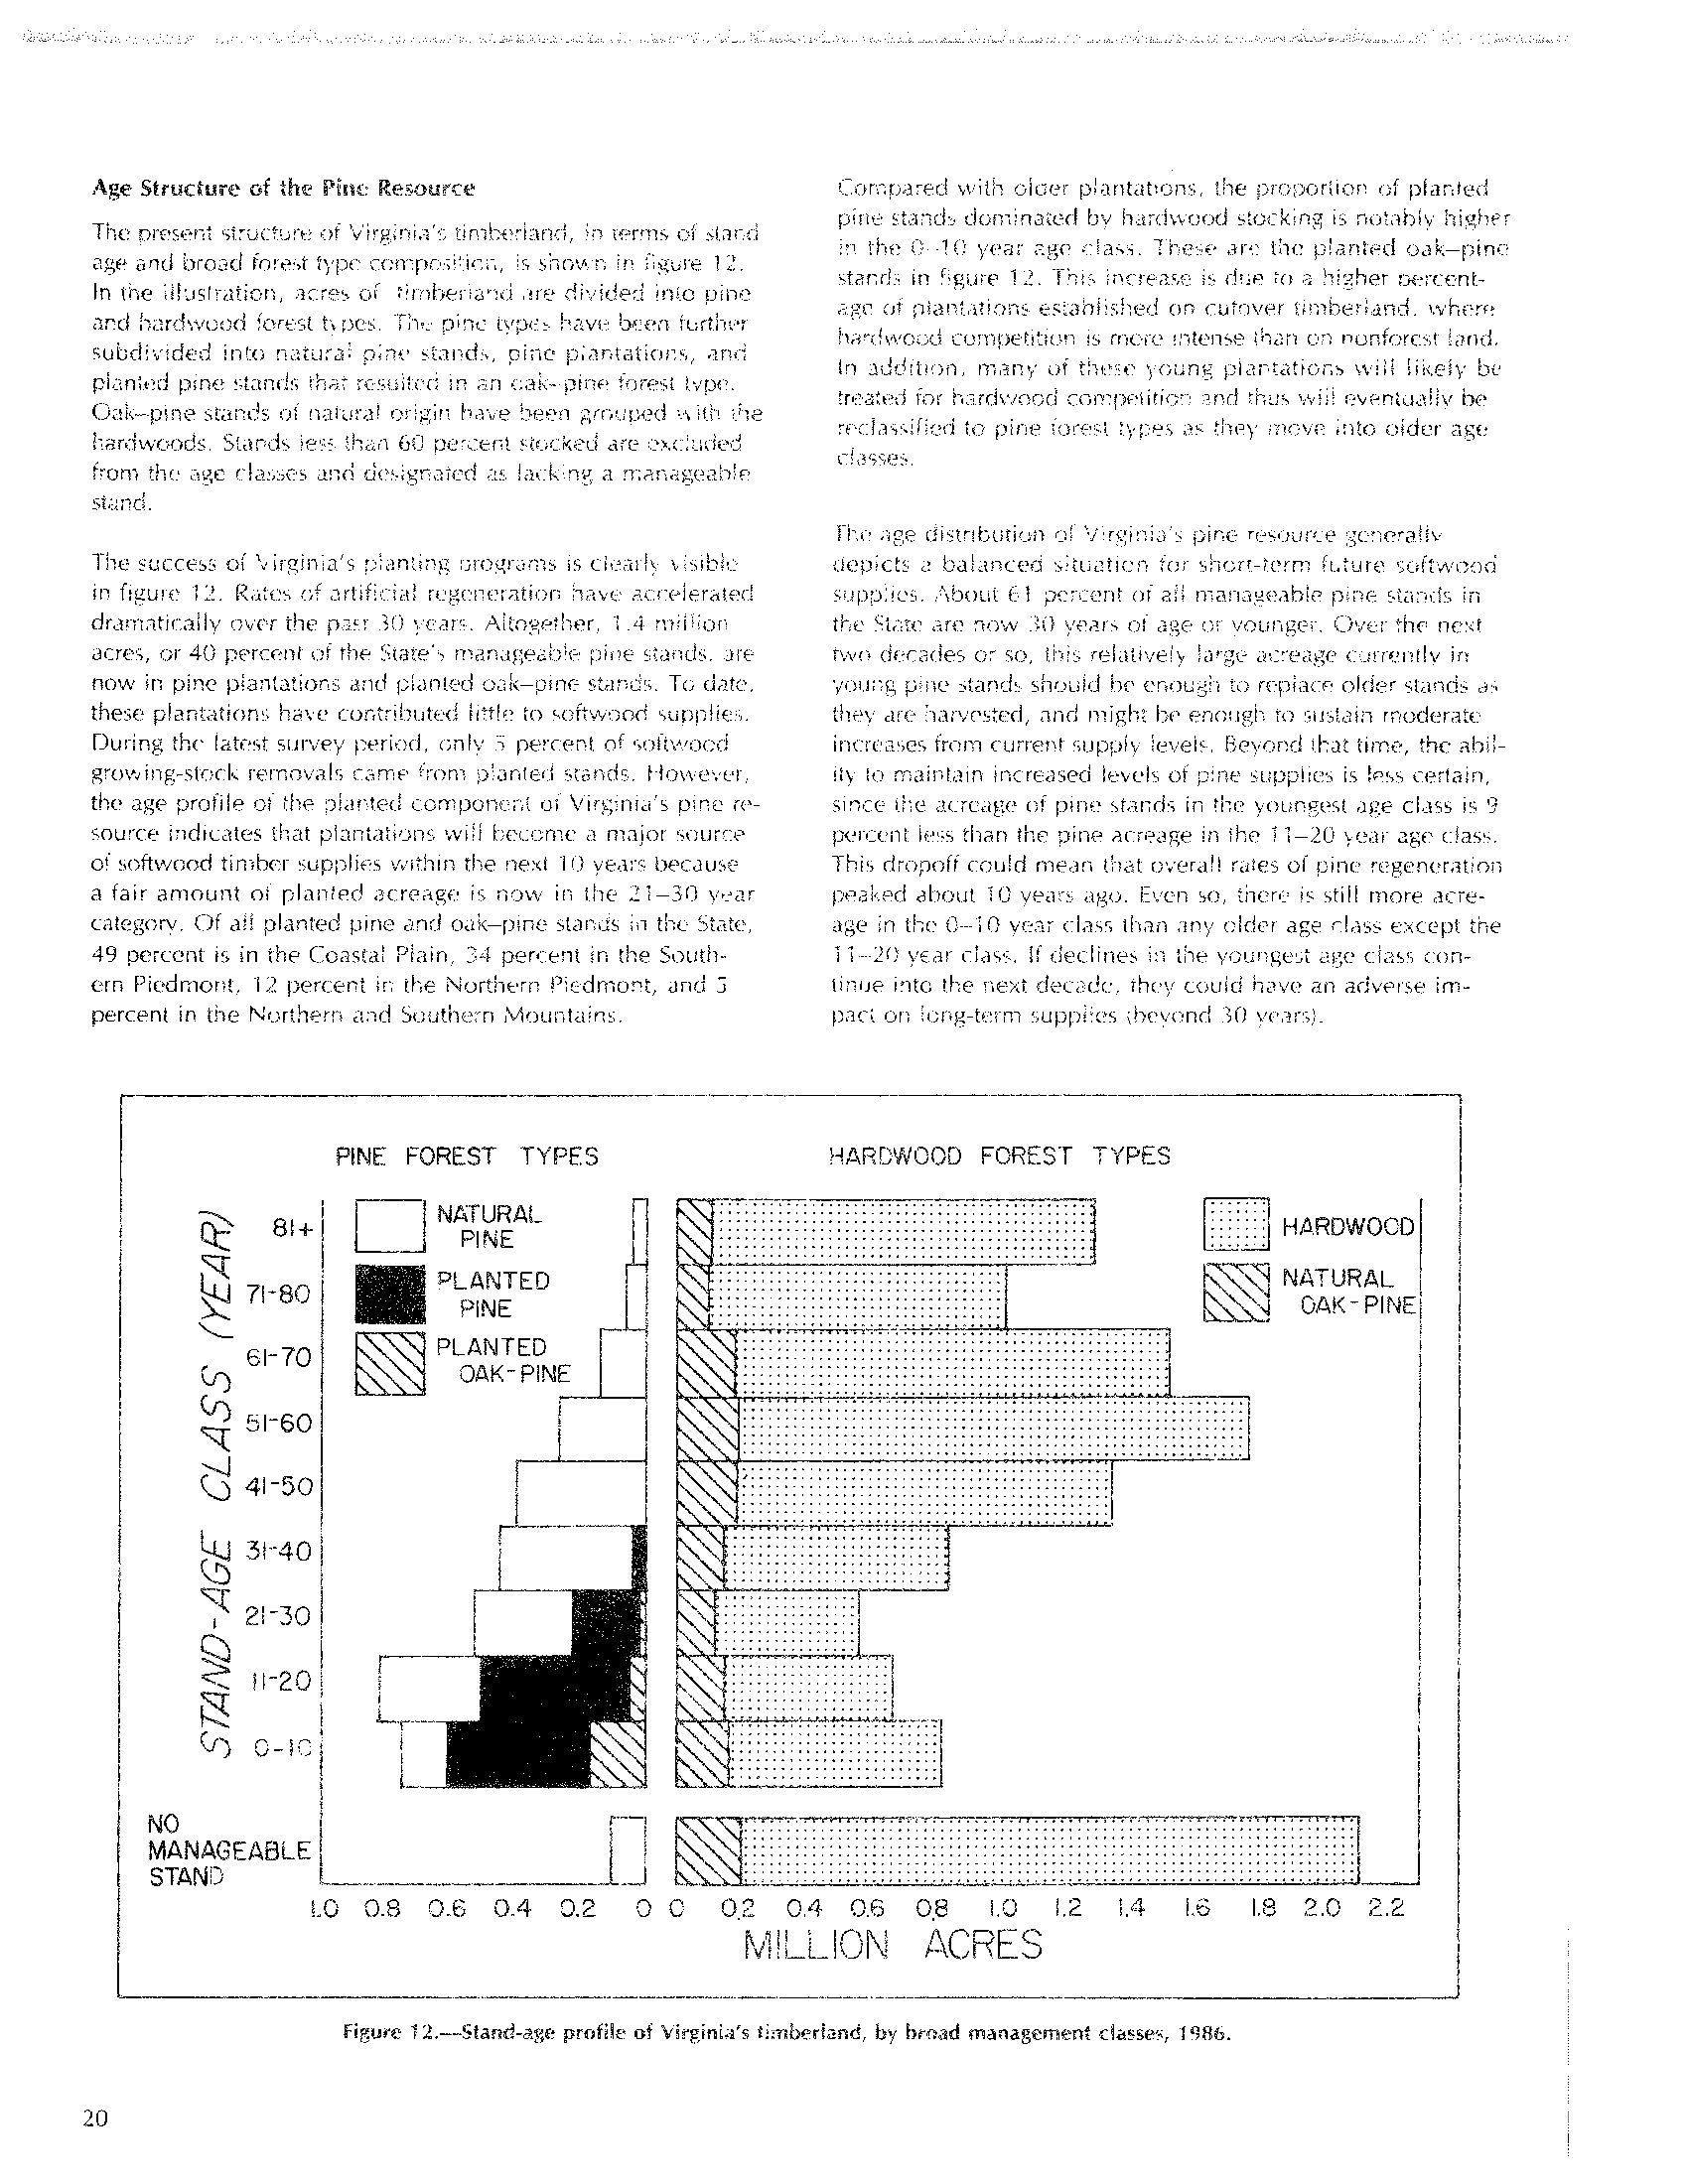 Age Structure of the Pine Resource
The present structure of Virginia's timberland, in terms of stand
age and broad forest type composition, is shown in figure 12.
In the illustration, acres of timberland are divided into pine
and hardwood forest types. The pine types have been further
subdivided into natural pine stands, pine plantations, and
planted pine stands that resulted in an oak–pine forest type.
Oak–pine stands of natural origin have been grouped with the
hardwoods. Stands less than 60 percent stocked are excluded
from the age classes and designated as lacking a manageable
stand.
The success of Virginia's planting programs is clearly visible
in figure 12. Rates of artificial regeneration have accelerated
dramatically over the past 30 years. Altogether, 1.4 million
acres, or 40 percent of the State's manageable pine stands, are
now in pine plantations and planted oak–pine stands. To date,
these plantations have contributed little to softwood supplies.
During the latest survey period, only 5 percent of softwood
growing-stock removals came from planted stands. However,
the age profile of the planted component of Virginia's pine re-
source indicates that plantations will become a major source
of softwood timber supplies within the next 10 years because
a fair amount of planted acreage is now in the 21–30 year
category. Of all planted pine and oak–pine stands in the State,
49 percent is in the Coastal Plain, 34 percent in the South-
ern Piedmont, 12 percent in the Northern Piedmont, and 5
percent in the Northern and Southern Mountains.
Compared with older plantations, the proportion of planted
pine stands dominated by hardwood stocking is notably higher
in the 0–10 year age class. These are the planted oak–pine
stands in figure 12. This increase is due to a higher percent-
age of plantations established on cutover timberland, where
hardwood competition is more intense than on nonforest land.
In addition, many of these young plantations will likely be
treated for hardwood competition and thus will eventually be
reclassified to pine forest types as they move into older age
classes.
The age distribution of Virginia's pine resource generally
depicts a balanced situation for short-term future softwood
supplies. About 61 percent of all manageable pine stands in
the State are now 30 years of age or younger. Over the next
two decades or so, this relatively large acreage currently in
young pine stands should be enough to replace older stands as
they are harvested, and might be enough to sustain moderate
increases from current supply levels. Beyond that time, the abil-
ity to maintain increased levels of pine supplies is less certain,
since the acreage of pine stands in the youngest age class is 9
percent less than the pine acreage in the 11–20 year age class.
This dropoff could mean that overall rates of pine regeneration
peaked about 10 years ago. Even so, there is still more acre-
age in the 0–10 year class than any older age class except the
11–20 year class. If declines in the youngest age class con-
tinue into the next decade, they could have an adverse im-
pact on long-term supplies (beyond 30 years).
PINE FOREST TYPES
HARDWOOD FOREST TYPES
NATURAL
PINE
PLANTED
PINE
PLANTED
OAK-PINE
HARDWOOD
NATURAL
OAK-PINE
STAND-AGE CLASS (YEAR)
81+
71-80
61-70
51-60
41-50
31-40
21-30
11-20
0-10
NO
MANAGEABLE
STAND
1.0 0.8 0.6 0.4 0.2 0 0 0.2 0.4 0.6 0.8 1.0 1.2 1.4 1.6 1.8 2.0 2.2
MILLION ACRES
Figure 12.—Stand-age profile of Virginia's timberland, by broad management classes, 1986.
20